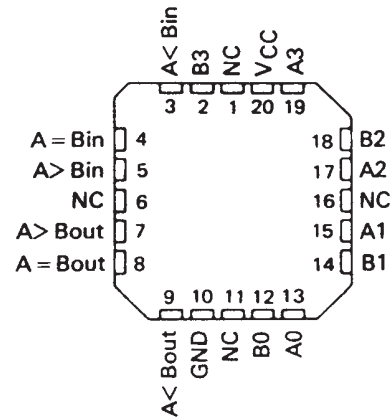 A< Bin
B3
NC
VCC
A3
3 2 1 20 19
A = Bin 4
A> Bin 5
NC 6
A> Bout 7
A = Bout 8
18 B2
17 A2
16 NC
15 A1
14 B1
9 10 11 12 13
A< Bout
GND
NC
B0
A0